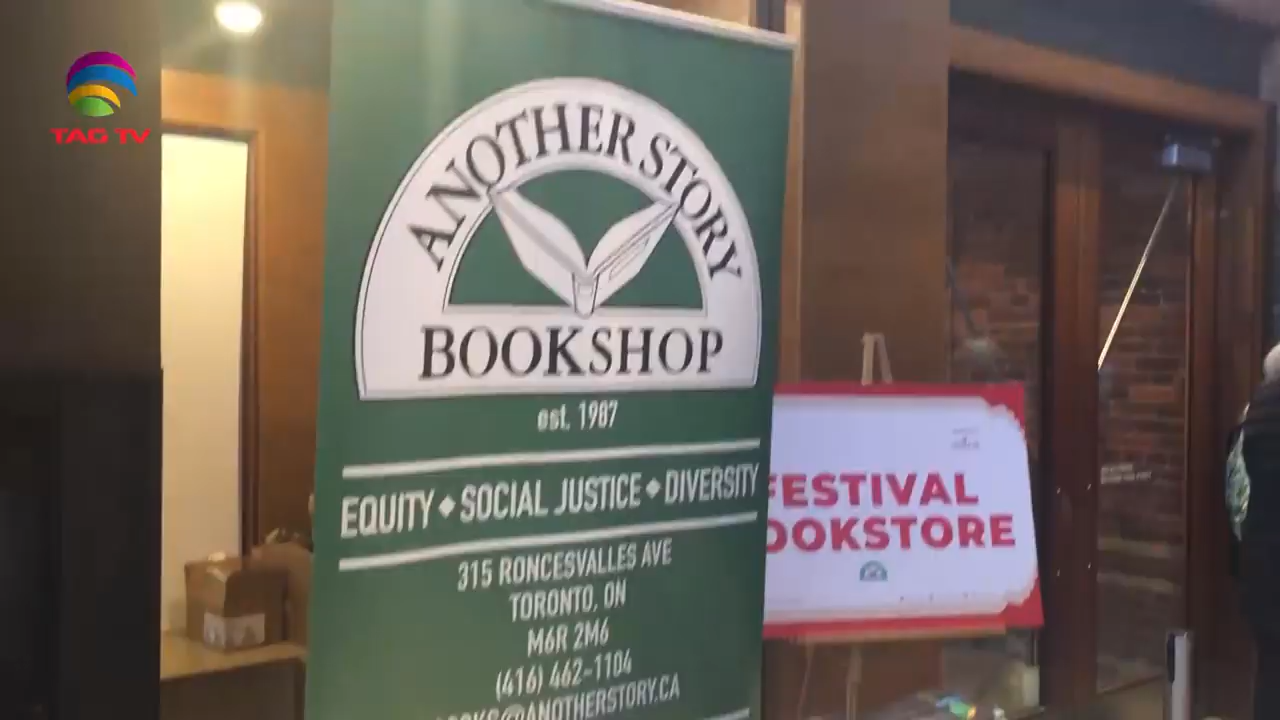 TAG TV
ANOTHER STORY
BOOKSHOP
est. 1987
EQUITY ◆ SOCIAL JUSTICE ◆ DIVERSITY
315 RONCESVALLES AVE
TORONTO, ON
M6R 2M6
(416) 462-1104
OOKS@ANOTHERSTORY.CA
FESTIVAL
OOKSTORE